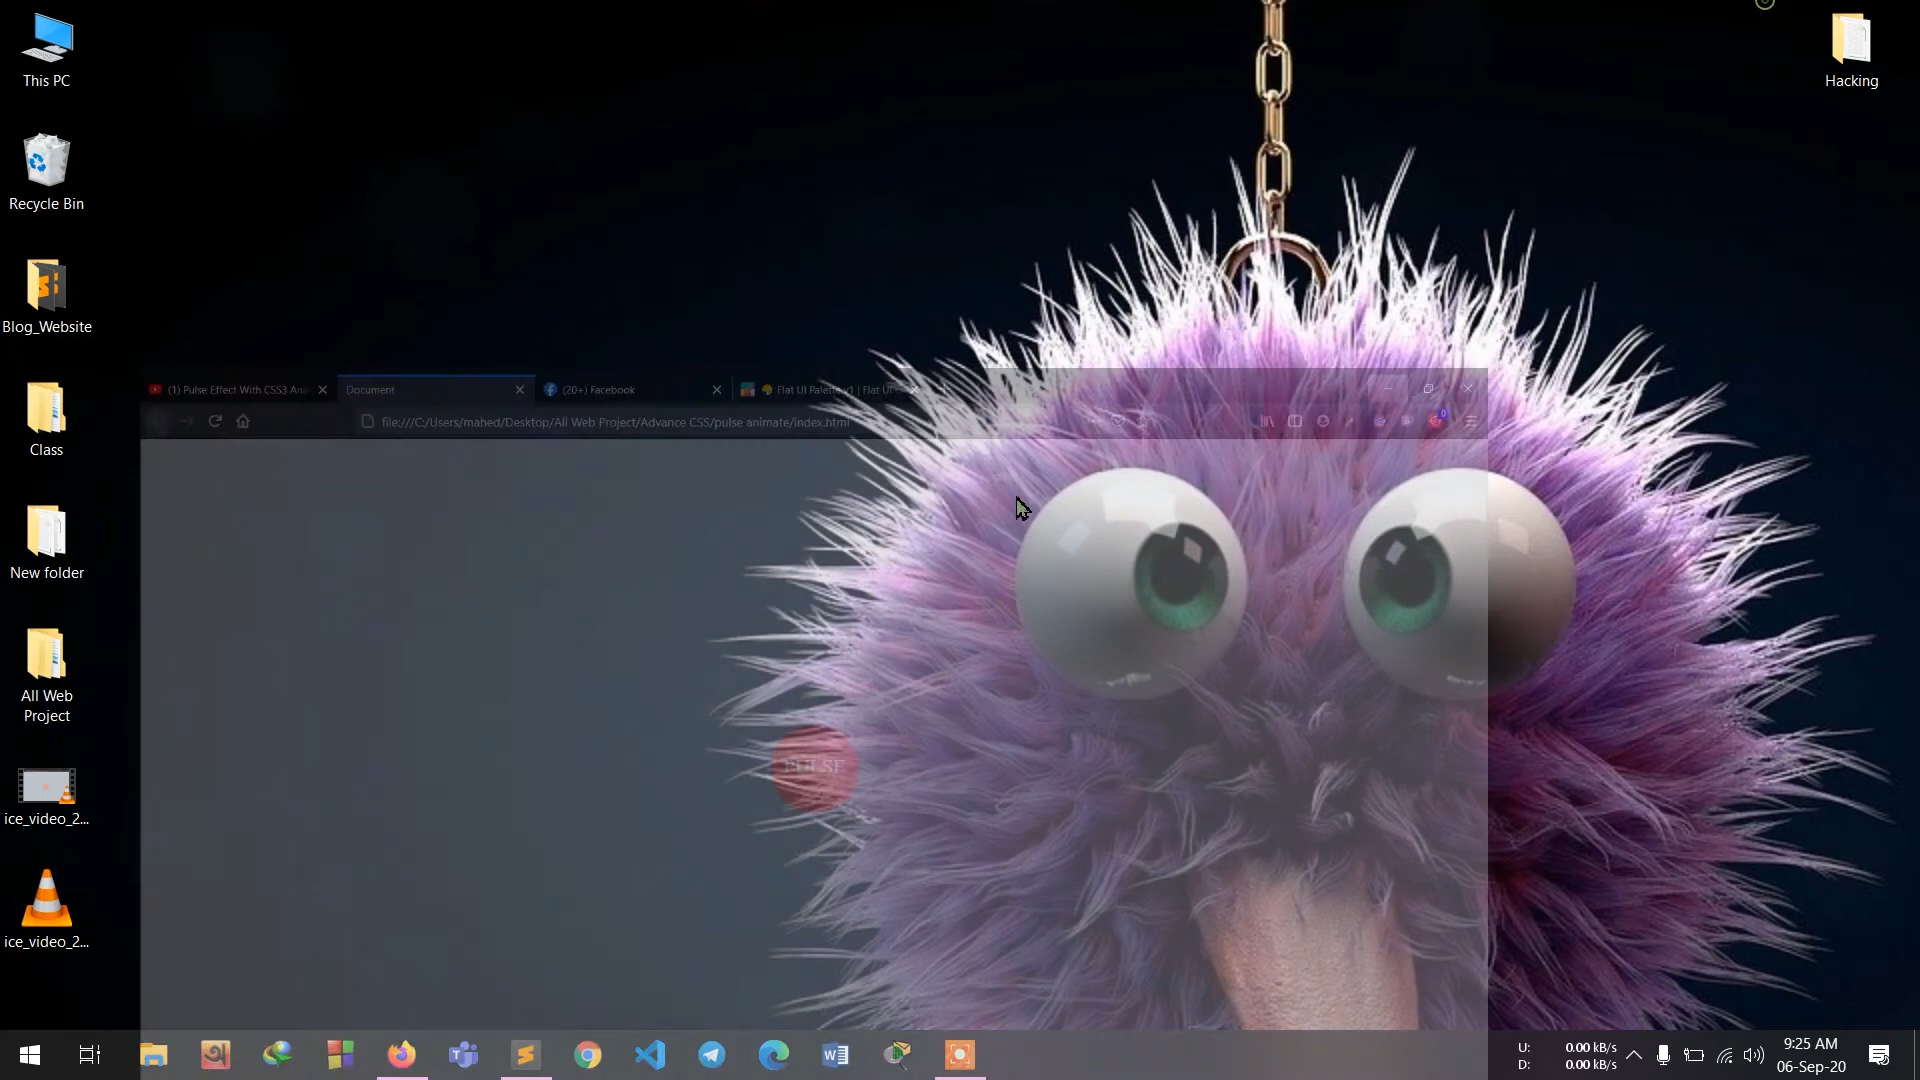 This PC
Hacking
Recycle Bin
Blog_Website
(1) Pulse Effect With CSS3 Ani
Document
(20+) Facebook
Flat UI Palette v1 | Flat UI
file:///C:/Users/mahed/Desktop/All Web Project/Advance CSS/pulse animate/index.html
Class
New folder
All Web
Project
PULSE
ice_video_2...
ice_video_2...
U: 0.00 kB/s
D: 0.00 kB/s
9:25 AM
06-Sep-20